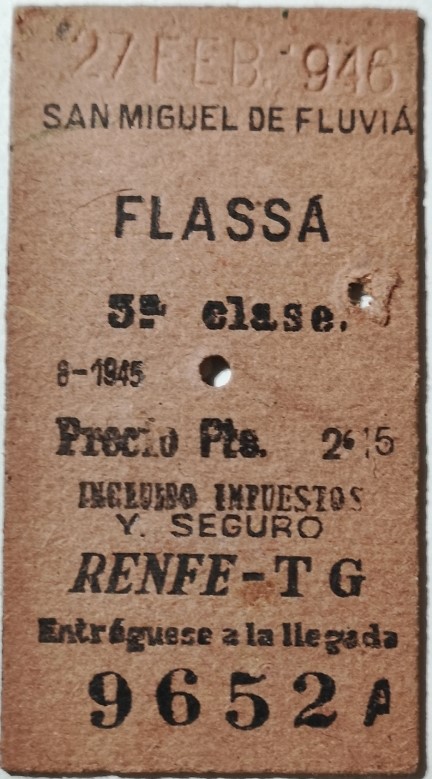 27 FEB. 946
SAN MIGUEL DE FLUVIÁ
FLASSÁ
3ª clase.
8-1945
Precio Pts. 2'15
INCLUIDO IMPUESTOS
Y. SEGURO
RENFE-TG
Entréguese a la llegada
9652 A